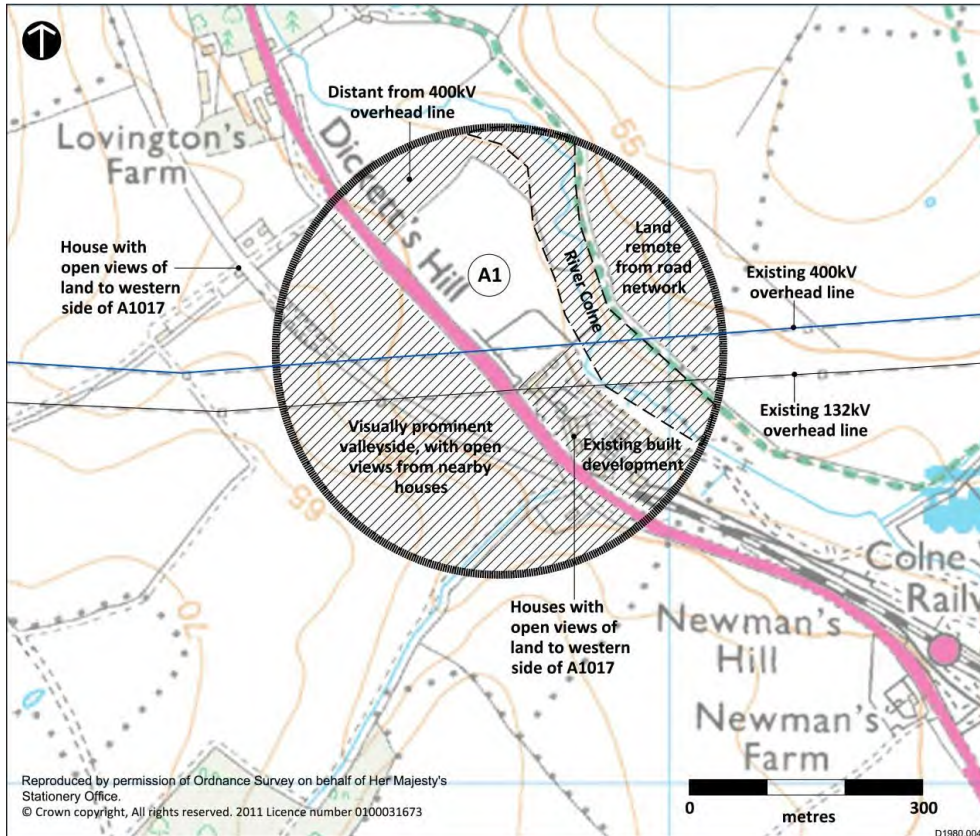 Distant from 400kV
overhead line
Lovington's
Farm
Dickett's Hill
55
House with
open views of
land to western
side of A1017
A1
River Colne
Land
remote
from road
network
Existing 400kV
overhead line
Existing 132kV
overhead line
Visually prominent
valleyside, with open
views from nearby
houses
Existing built
development
65
70
Houses with
open views of
land to western
side of A1017
Colne
Railw
Newman's
Hill
Newman's
Farm
Reproduced by permission of Ordnance Survey on behalf of Her Majesty's
Stationery Office.
© Crown copyright, All rights reserved. 2011 Licence number 0100031673
0 300
metres